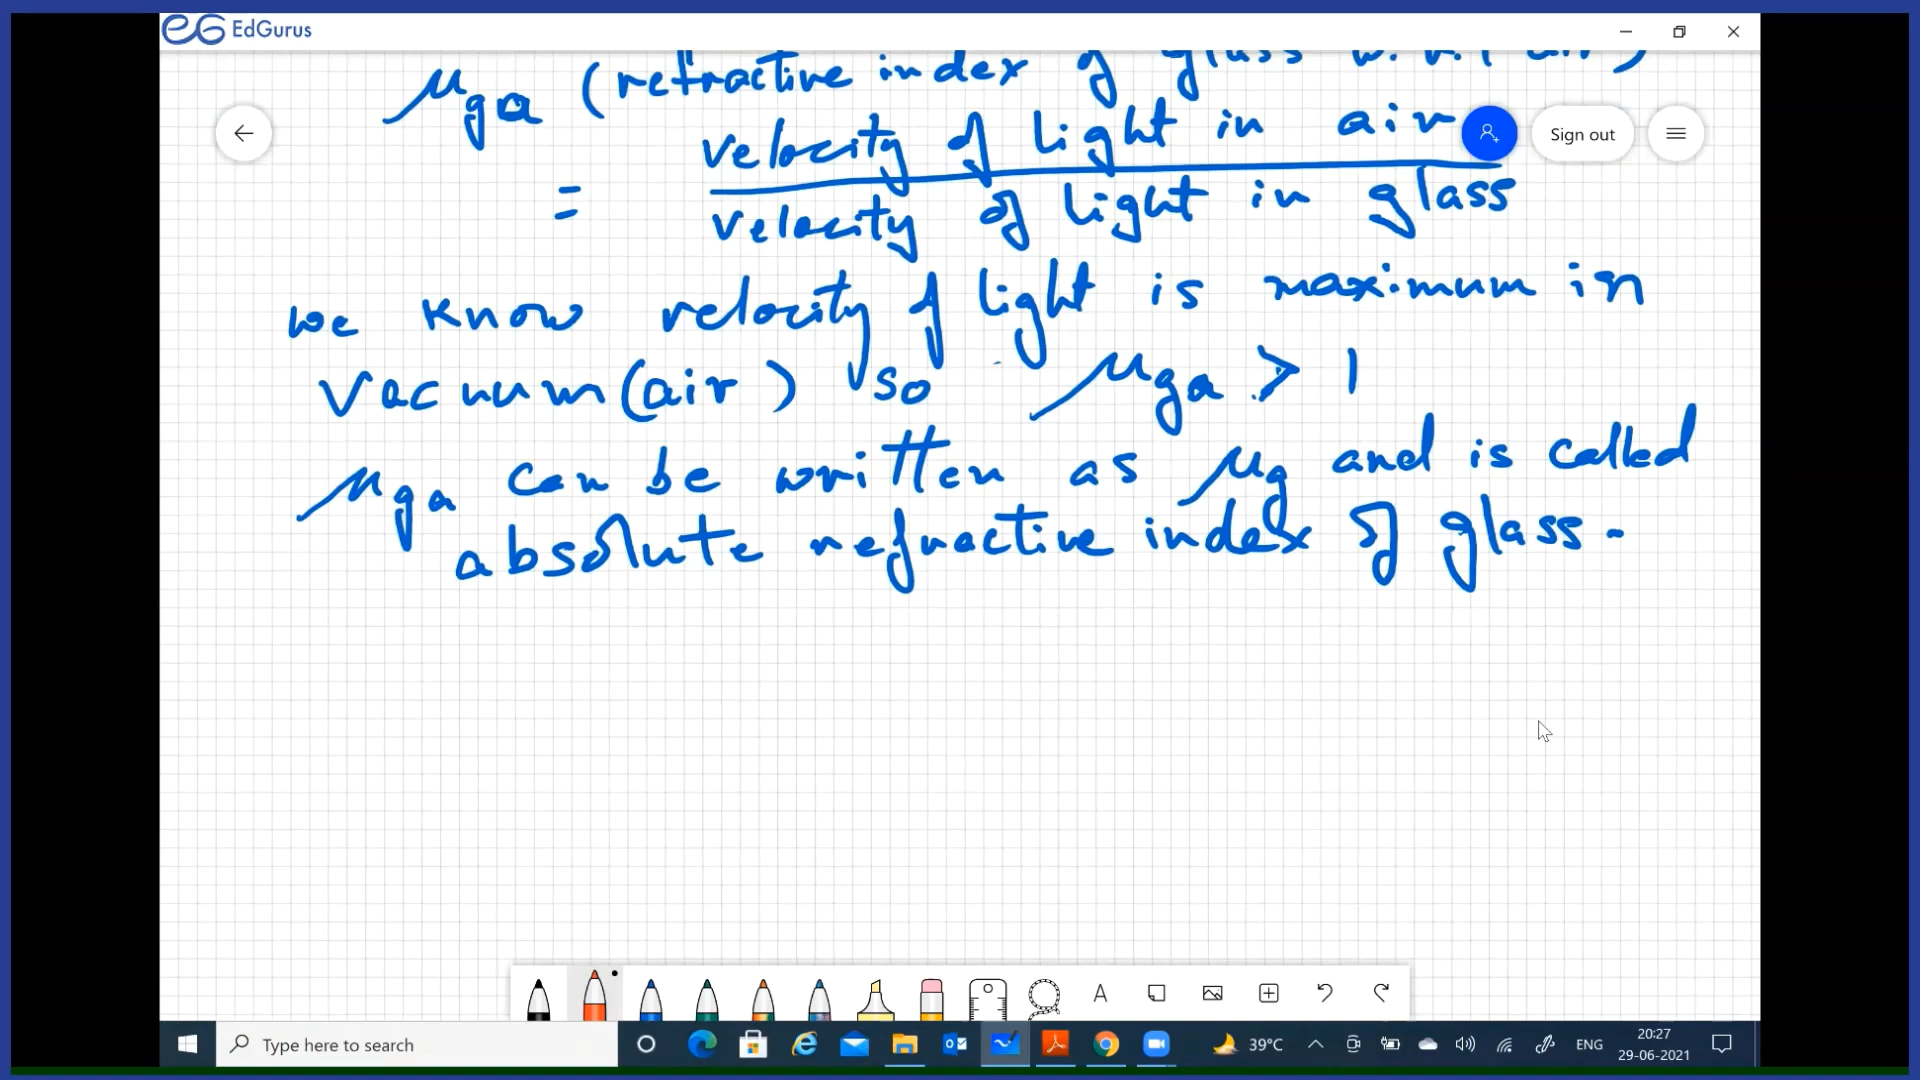 EdGurus
μga (refractive index of glass w.r.t air)
velocity of light in air
Sign out
=
velocity of light in glass
we know velocity of light is maximum in
vacuum (air) so μga > 1
μga can be written as μg and is called
absolute refractive index of glass.
A
Type here to search
39°C
ENG
20:27
29-06-2021